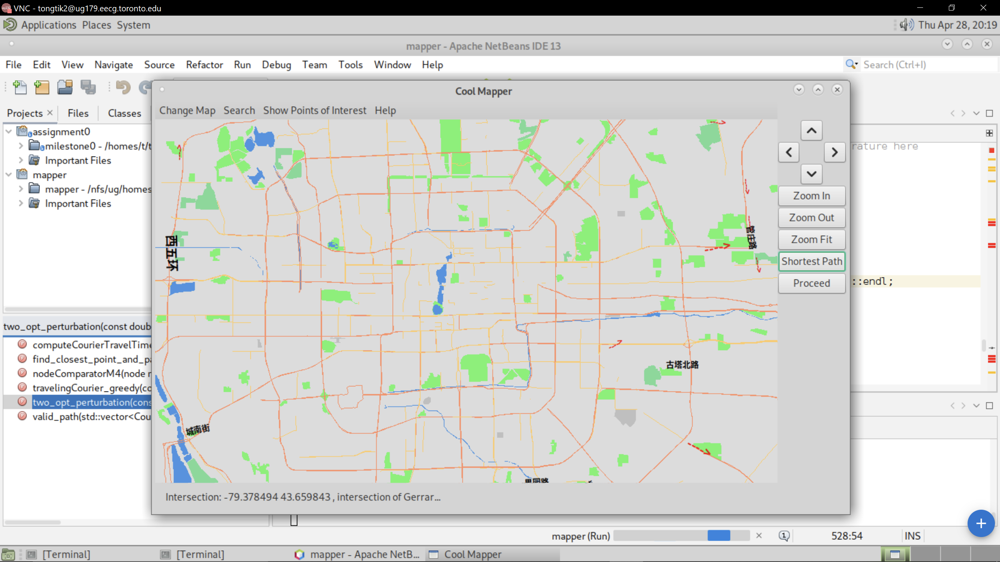 VNC - tongtik2@ug179.eecg.toronto.edu
Applications Places System
Thu Apr 28, 20:19
mapper - Apache NetBeans IDE 13
File Edit View Navigate Source Refactor Run Debug Team Tools Window Help
Search (Ctrl+I)
Cool Mapper
Change Map Search Show Points of Interest Help
Projects Files Classes
assignment0
milestone0 - /homes/t/t
Important Files
mapper
mapper - /nfs/ug/homes
Important Files
rature here
Zoom In
Zoom Out
Zoom Fit
Shortest Path
Proceed
::endl;
管庄路
西五环
古塔北路
城南街
two_opt_perturbation(const doub
computeCourierTravelTime
find_closest_point_and_pa
nodeComparatorM4(node r
travelingCourier_greedy(co
two_opt_perturbation(cons
valid_path(std::vector<Cou
Intersection: -79.378494 43.659843 , intersection of Gerrar...
mapper (Run)
1
528:54
INS
[Terminal]
[Terminal]
mapper - Apache NetB...
Cool Mapper